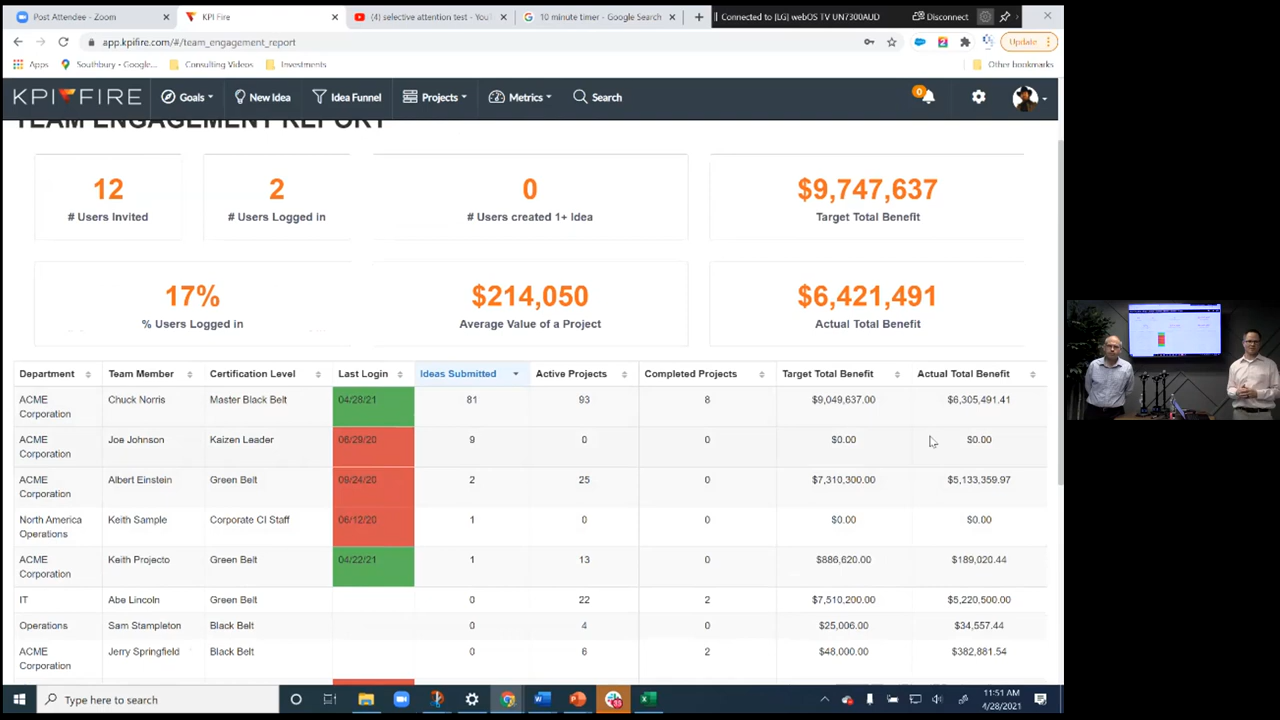 Post Attendee - Zoom
KPI Fire
(4) selective attention test - You
10 minute timer - Google Search
Connected to [LG] webOS TV UN7300AUD
Disconnect
app.kpifire.com/#/team_engagement_report
Update
Apps
Southbury - Google...
Consulting Videos
Investments
Other bookmarks
KPI FIRE
Goals
New Idea
Idea Funnel
Projects
Metrics
Search
0
TEAM ENGAGEMENT REPORT
12
# Users Invited
2
# Users Logged in
0
# Users created 1+ Idea
$9,747,637
Target Total Benefit
17%
% Users Logged in
$214,050
Average Value of a Project
$6,421,491
Actual Total Benefit
Department Team Member Certification Level Last Login Ideas Submitted Active Projects Completed Projects Target Total Benefit Actual Total Benefit
ACME Corporation Chuck Norris Master Black Belt 04/28/21 81 93 8 $9,049,637.00 $6,305,491.41
ACME Corporation Joe Johnson Kaizen Leader 06/29/20 9 0 0 $0.00 $0.00
ACME Corporation Albert Einstein Green Belt 09/24/20 2 25 0 $7,310,300.00 $5,133,359.97
North America Operations Keith Sample Corporate CI Staff 06/12/20 1 0 0 $0.00 $0.00
ACME Corporation Keith Projecto Green Belt 04/22/21 1 13 0 $886,620.00 $189,020.44
IT Abe Lincoln Green Belt 0 22 2 $7,510,200.00 $5,220,500.00
Operations Sam Stampleton Black Belt 0 4 0 $25,006.00 $34,557.44
ACME Corporation Jerry Springfield Black Belt 0 6 2 $48,000.00 $382,881.54
Type here to search
11:51 AM
4/28/2021